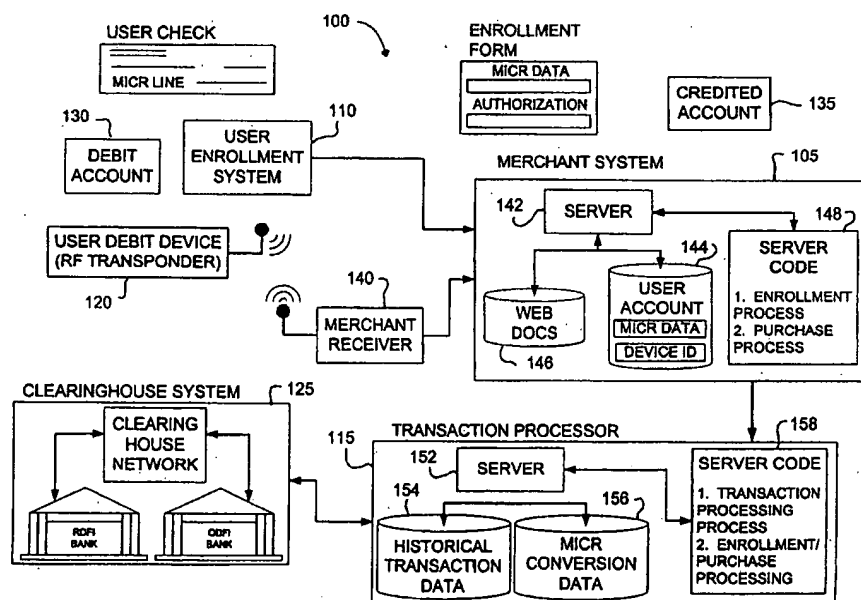 USER CHECK
MICR LINE
100
ENROLLMENT
FORM
MICR DATA
AUTHORIZATION
CREDITED
ACCOUNT
135
130
DEBIT
ACCOUNT
110
USER
ENROLLMENT
SYSTEM
MERCHANT SYSTEM
105
142
SERVER
148
SERVER
CODE
1. ENROLLMENT
PROCESS
2. PURCHASE
PROCESS
144
USER
ACCOUNT
MICR DATA
DEVICE ID
WEB
DOCS
146
USER DEBIT DEVICE
(RF TRANSPONDER)
120
140
MERCHANT
RECEIVER
CLEARINGHOUSE SYSTEM
125
CLEARING
HOUSE
NETWORK
RDFI
BANK
ODFI
BANK
TRANSACTION PROCESSOR
115
152
SERVER
154
HISTORICAL
TRANSACTION
DATA
156
MICR
CONVERSION
DATA
158
SERVER CODE
1. TRANSACTION
PROCESSING
PROCESS
2. ENROLLMENT/
PURCHASE
PROCESSING